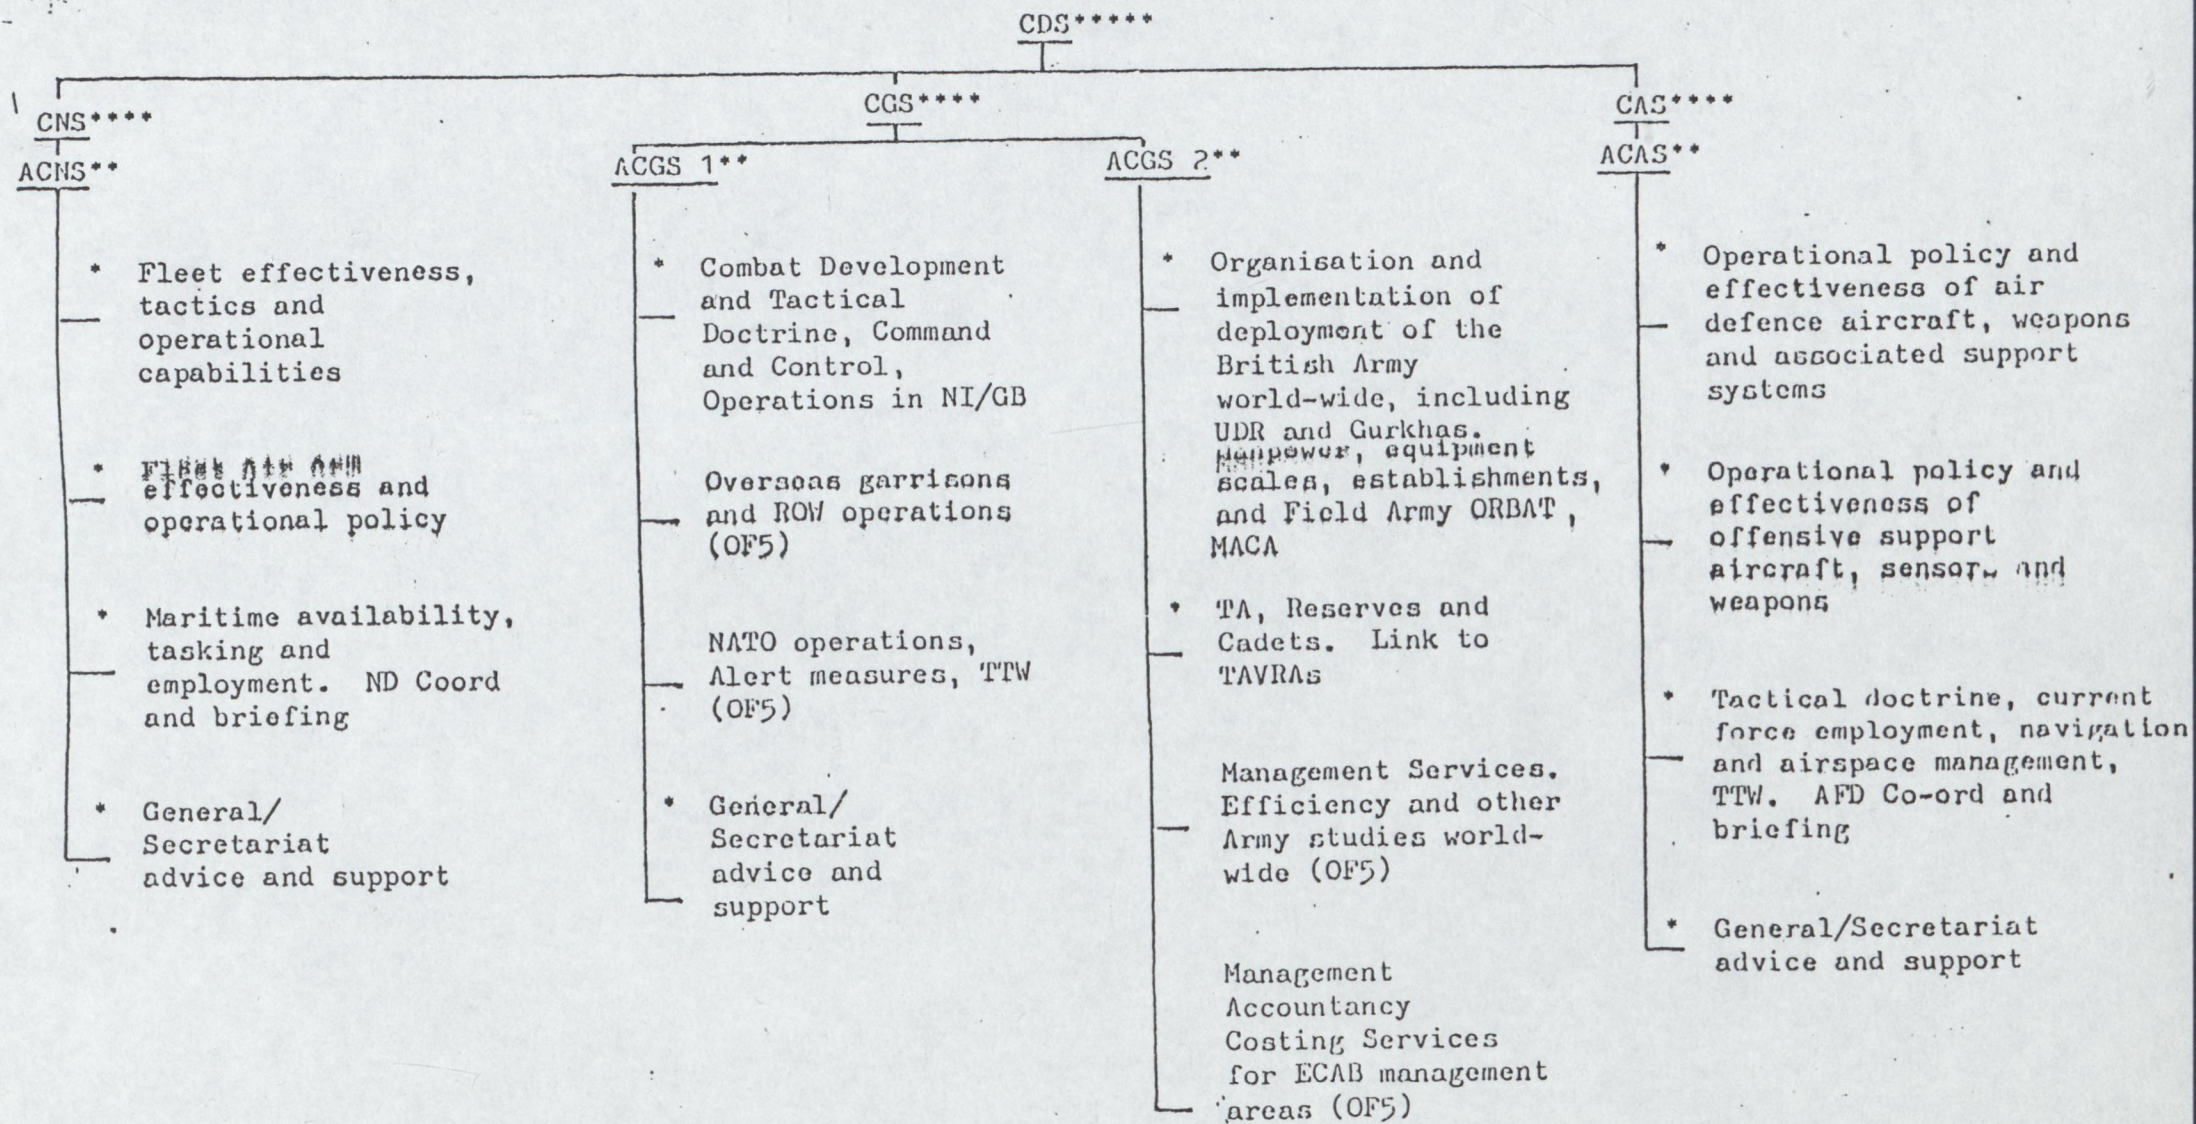 CDS*****
CNS****
ACNS**
* Fleet effectiveness,
tactics and
operational
capabilities
* Fleet Air Arm
effectiveness and
operational policy
* Maritime availability,
tasking and
employment. ND Coord
and briefing
* General/
Secretariat
advice and support
CGS****
ACGS 1**
* Combat Development
and Tactical
Doctrine, Command
and Control,
Operations in NI/GB
Overseas garrisons
and ROW operations
(OF5)
NATO operations,
Alert measures, TTW
(OF5)
* General/
Secretariat
advice and
support
ACGS 2**
* Organisation and
implementation of
deployment of the
British Army
world-wide, including
UDR and Gurkhas.
Manpower, equipment
scales, establishments,
and Field Army ORBAT,
MACA
* TA, Reserves and
Cadets. Link to
TAVRAs
Management Services.
Efficiency and other
Army studies world-
wide (OF5)
Management
Accountancy
Costing Services
for ECAB management
areas (OF5)
CAS****
ACAS**
* Operational policy and
effectiveness of air
defence aircraft, weapons
and associated support
systems
* Operational policy and
effectiveness of
offensive support
aircraft, sensors and
weapons
* Tactical doctrine, current
force employment, navigation
and airspace management,
TTW. AFD Co-ord and
briefing
* General/Secretariat
advice and support